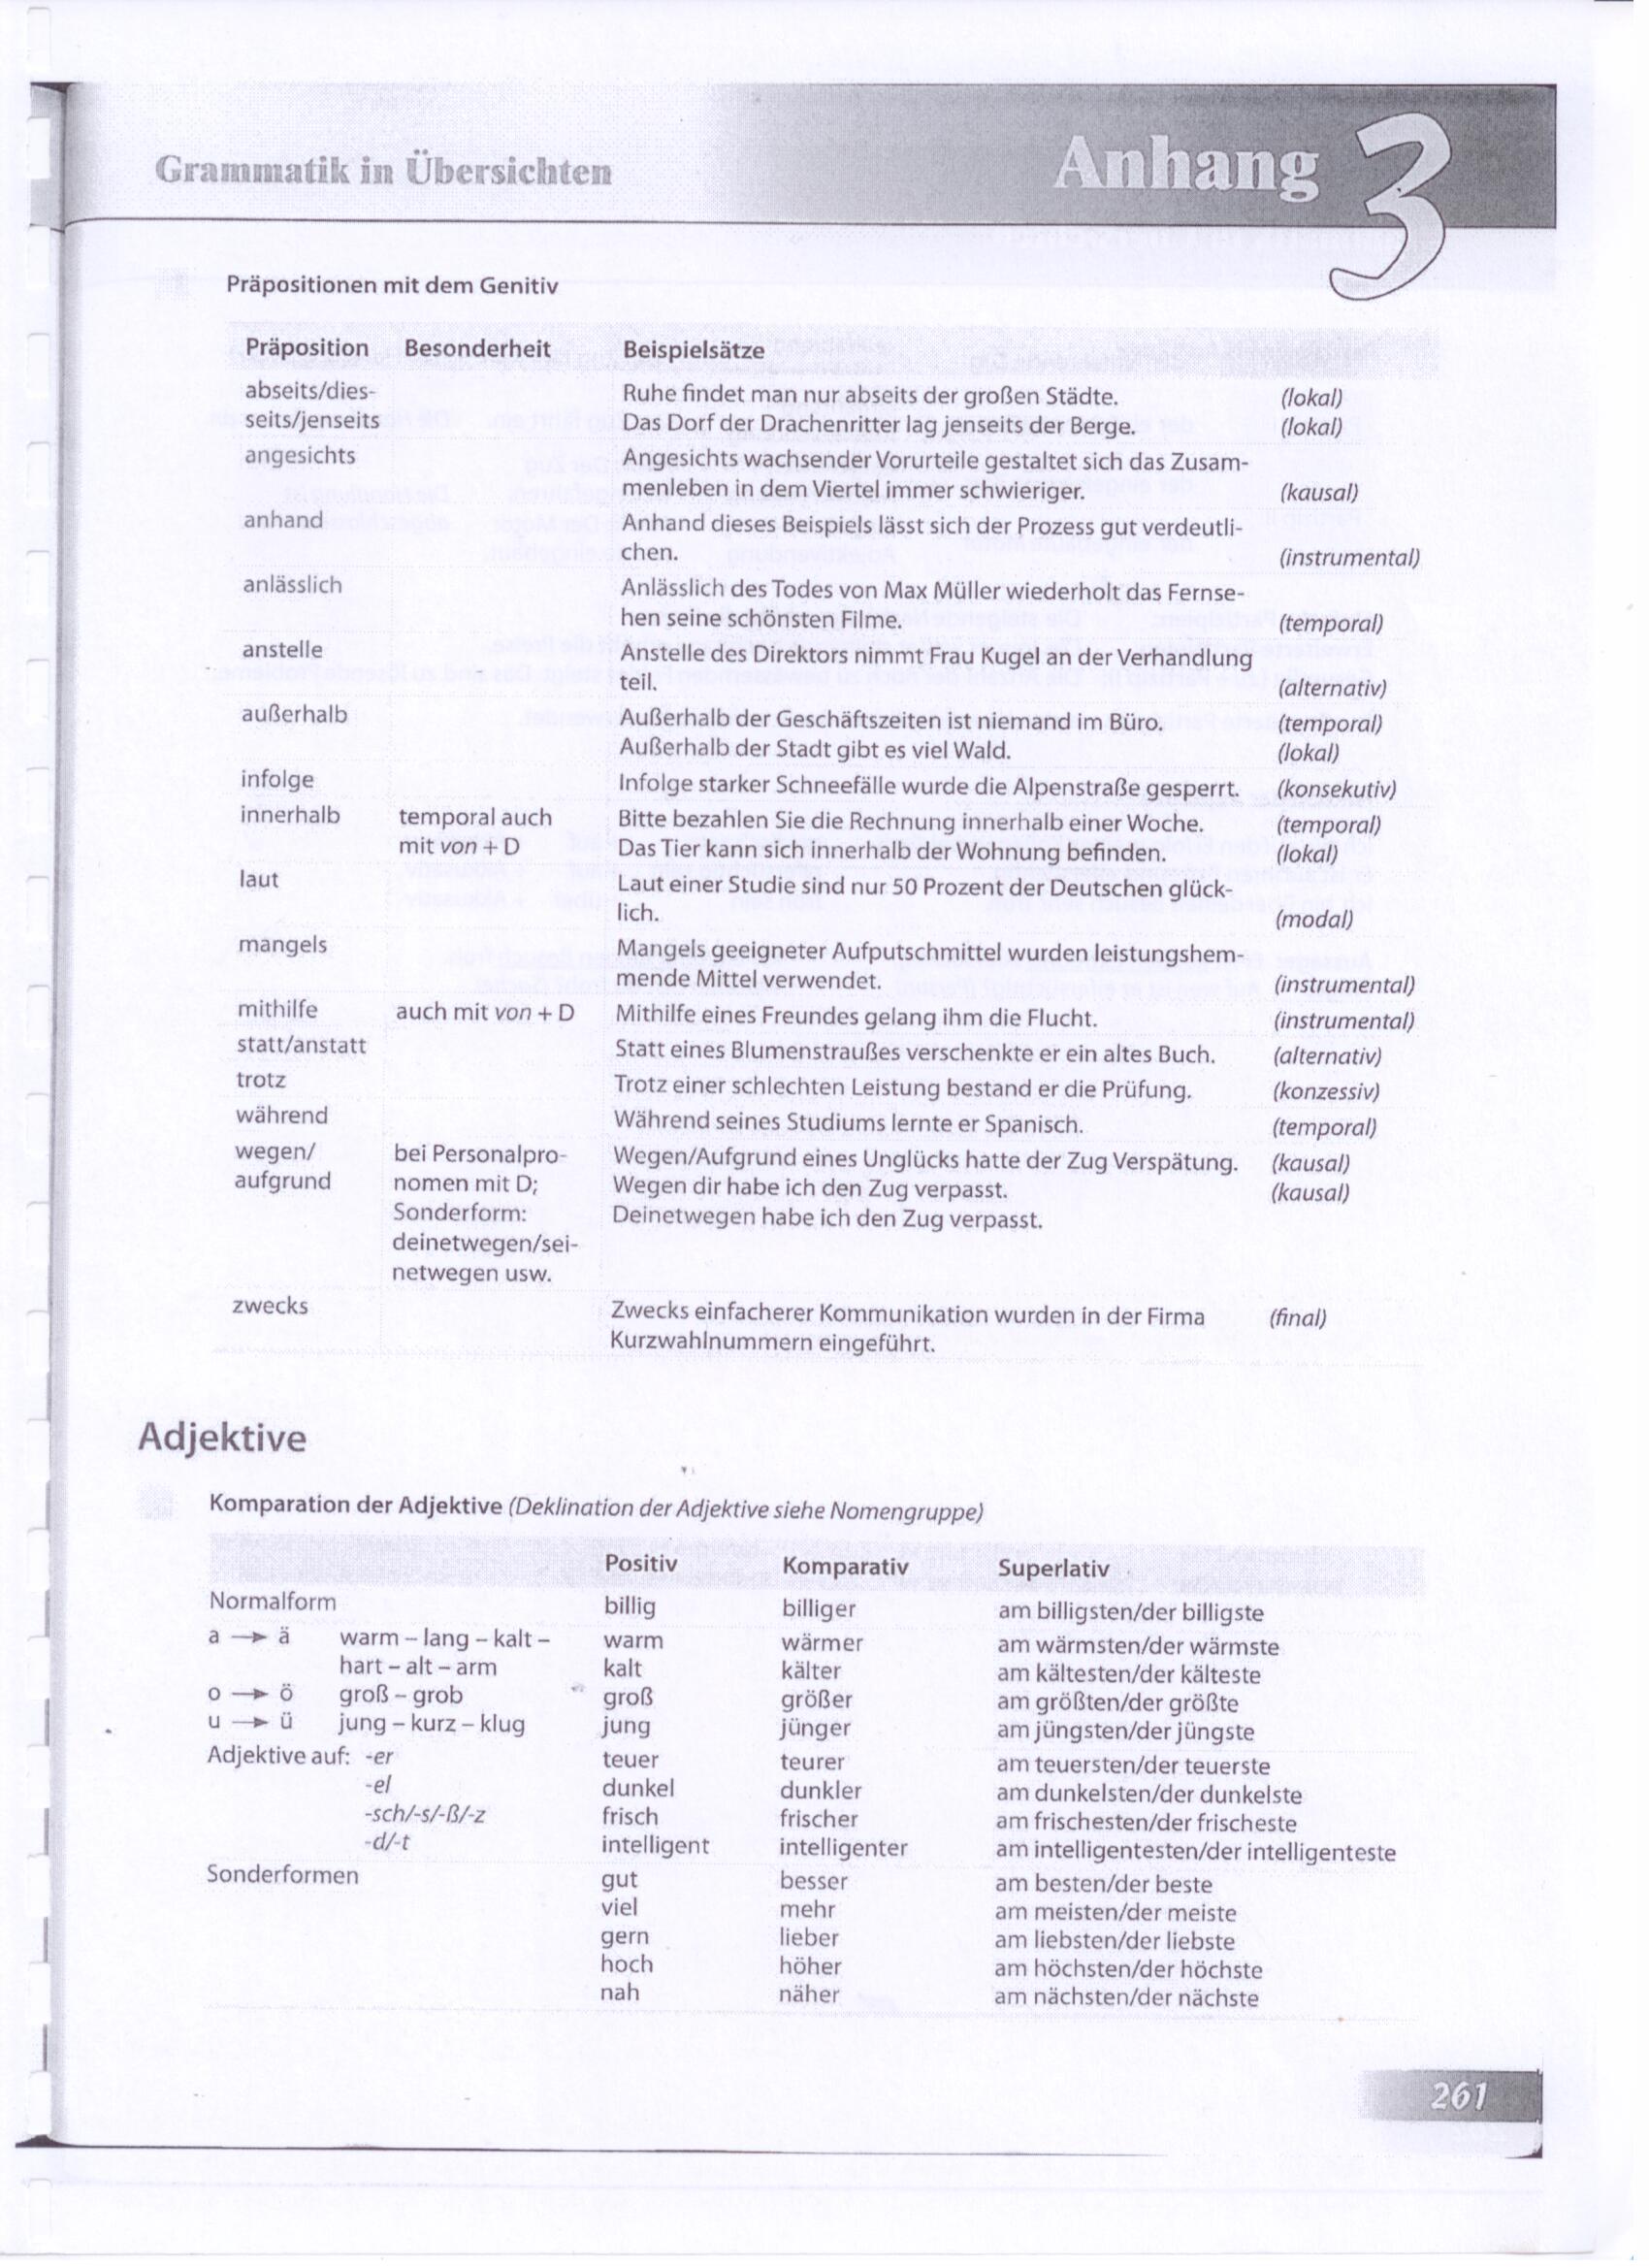 Grammatik in Übersichten
Anhang 3
Präpositionen mit dem Genitiv
Präposition Besonderheit Beispielsätze
abseits/dies- Ruhe findet man nur abseits der großen Städte. (lokal)
seits/jenseits Das Dorf der Drachenritter lag jenseits der Berge. (lokal)
angesichts Angesichts wachsender Vorurteile gestaltet sich das Zusam-
menleben in dem Viertel immer schwieriger. (kausal)
anhand Anhand dieses Beispiels lässt sich der Prozess gut verdeutli-
chen. (instrumental)
anlässlich Anlässlich des Todes von Max Müller wiederholt das Fernse-
hen seine schönsten Filme. (temporal)
anstelle Anstelle des Direktors nimmt Frau Kugel an der Verhandlung
teil. (alternativ)
außerhalb Außerhalb der Geschäftszeiten ist niemand im Büro. (temporal)
Außerhalb der Stadt gibt es viel Wald. (lokal)
infolge Infolge starker Schneefälle wurde die Alpenstraße gesperrt. (konsekutiv)
innerhalb temporal auch Bitte bezahlen Sie die Rechnung innerhalb einer Woche. (temporal)
mit von + D Das Tier kann sich innerhalb der Wohnung befinden. (lokal)
laut Laut einer Studie sind nur 50 Prozent der Deutschen glück-
lich. (modal)
mangels Mangels geeigneter Aufputschmittel wurden leistungshem-
mende Mittel verwendet. (instrumental)
mithilfe auch mit von + D Mithilfe eines Freundes gelang ihm die Flucht. (instrumental)
statt/anstatt Statt eines Blumenstraußes verschenkte er ein altes Buch. (alternativ)
trotz Trotz einer schlechten Leistung bestand er die Prüfung. (konzessiv)
während Während seines Studiums lernte er Spanisch. (temporal)
wegen/ bei Personalpro- Wegen/Aufgrund eines Unglücks hatte der Zug Verspätung. (kausal)
aufgrund nomen mit D; Wegen dir habe ich den Zug verpasst. (kausal)
Sonderform: Deinetwegen habe ich den Zug verpasst.
deinetwegen/sei-
netwegen usw.
zwecks Zwecks einfacherer Kommunikation wurden in der Firma (final)
Kurzwahlnummern eingeführt.
Adjektive
Komparation der Adjektive (Deklination der Adjektive siehe Nomengruppe)
Positiv Komparativ Superlativ
Normalform billig billiger am billigsten/der billigste
a → ä warm – lang – kalt – warm wärmer am wärmsten/der wärmste
hart – alt – arm kalt kälter am kältesten/der kälteste
o → ö groß – grob groß größer am größten/der größte
u → ü jung – kurz – klug jung jünger am jüngsten/der jüngste
Adjektive auf: -er teuer teurer am teuersten/der teuerste
-el dunkel dunkler am dunkelsten/der dunkelste
-sch/-s/-ß/-z frisch frischer am frischesten/der frischeste
-d/-t intelligent intelligenter am intelligentesten/der intelligenteste
Sonderformen gut besser am besten/der beste
viel mehr am meisten/der meiste
gern lieber am liebsten/der liebste
hoch höher am höchsten/der höchste
nah näher am nächsten/der nächste
261